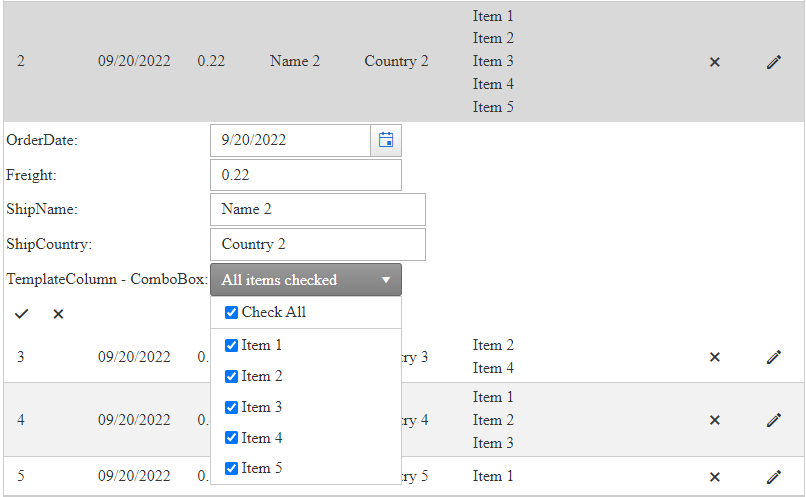 Item 1
Item 2
2 09/20/2022 0.22 Name 2 Country 2 Item 3
Item 4
Item 5
OrderDate: 9/20/2022
Freight: 0.22
ShipName: Name 2
ShipCountry: Country 2
TemplateColumn - ComboBox: All items checked
Check All
Item 1
Item 2
Item 3
Item 4
Item 5
3 09/20/2022 0. ry 3 Item 2
Item 4
Item 1
4 09/20/2022 0. ry 4 Item 2
Item 3
5 09/20/2022 0. ry 5 Item 1